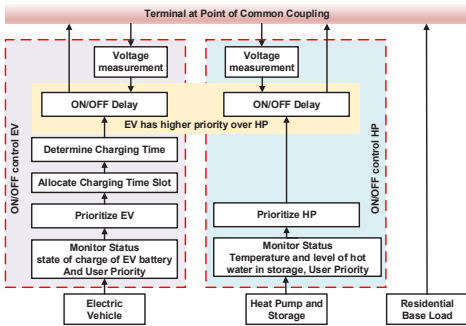 Terminal at Point of Common Coupling
Voltage
measurement
Voltage
measurement
ON/OFF Delay
ON/OFF Delay
EV has higher priority over HP
ON/OFF control EV
ON/OFF control HP
Determine Charging Time
Allocate Charging Time Slot
Prioritize EV
Prioritize HP
Monitor Status
state of charge of EV battery
And User Priority
Monitor Status
Temperature and level of hot
water in storage, User Priority
Electric
Vehicle
Heat Pump and
Storage
Residential
Base Load